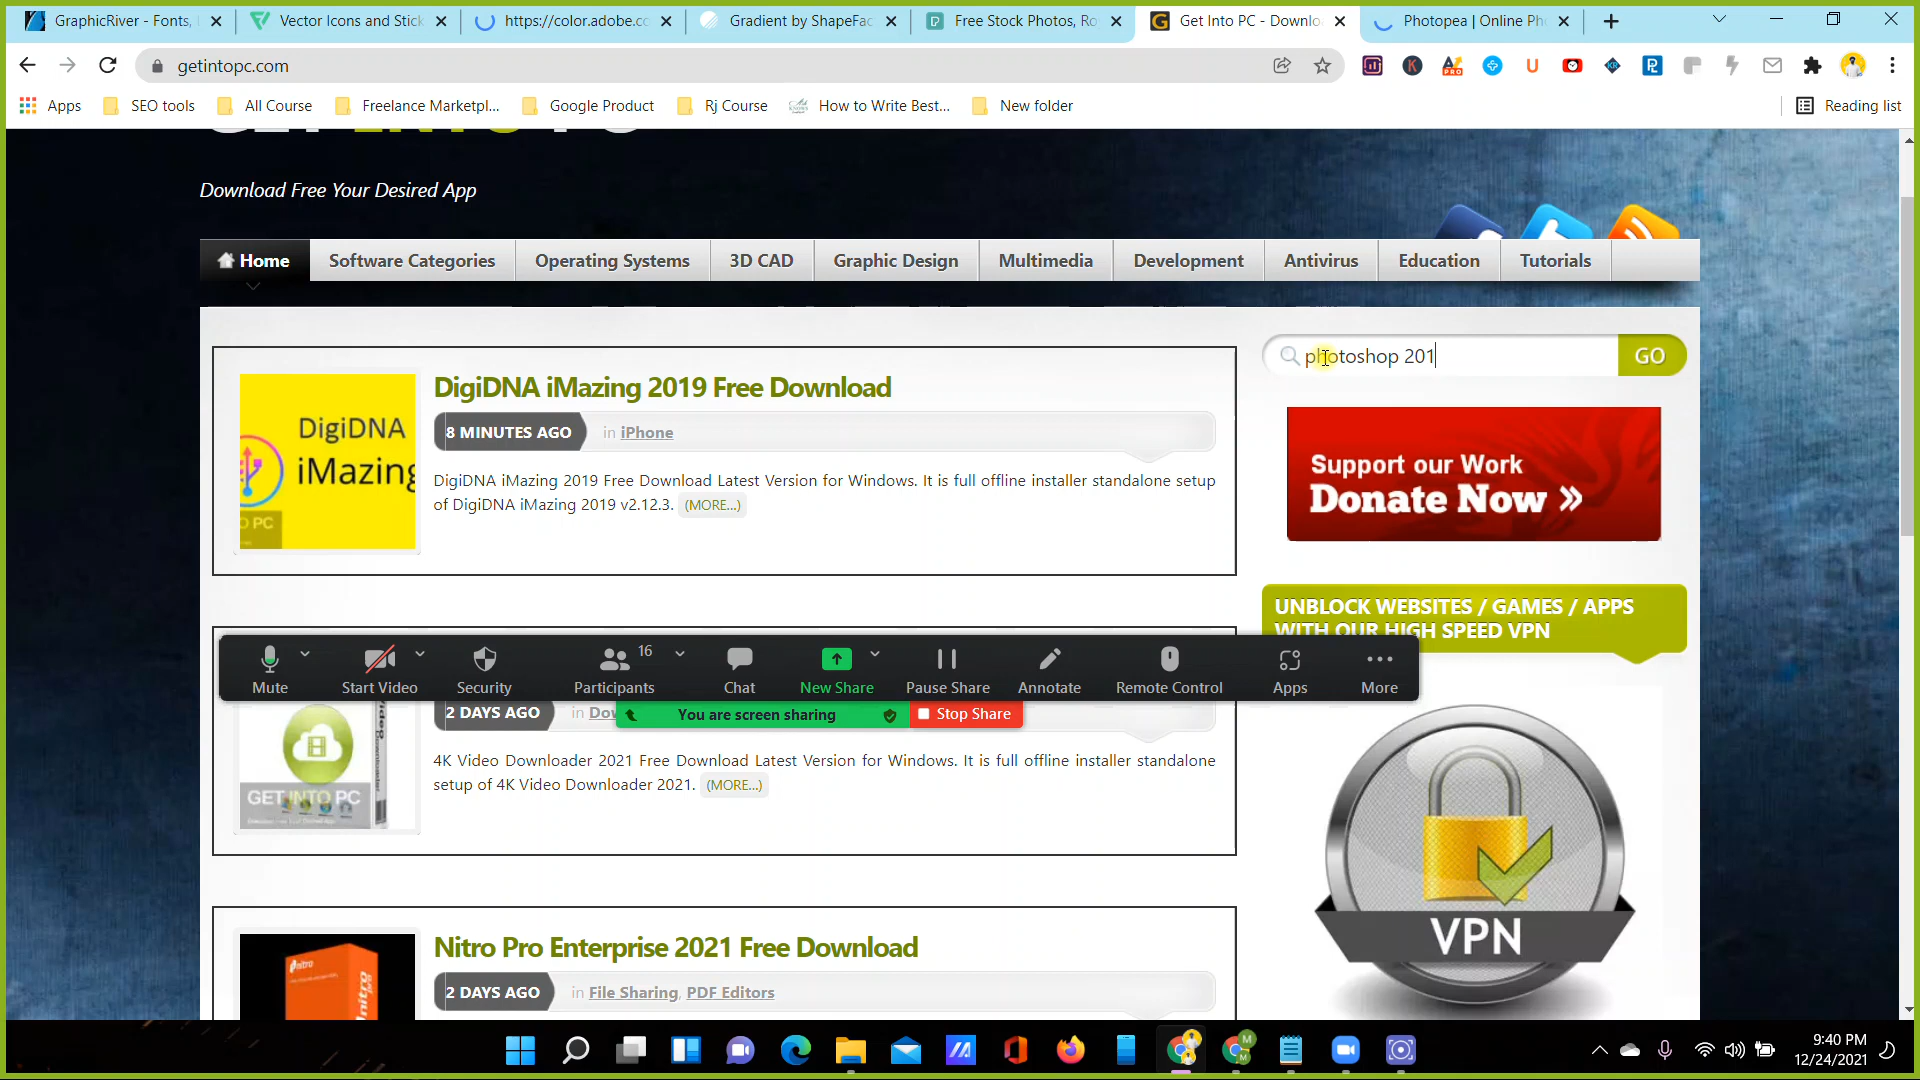 GraphicRiver - Fonts,
Vector Icons and Stick
https://color.adobe.c
Gradient by ShapeFac
Free Stock Photos, Ro
Get Into PC - Downlo
Photopea | Online Ph
getintopc.com
Apps
SEO tools
All Course
Freelance Marketpl...
Google Product
Rj Course
How to Write Best...
New folder
Reading list
GET INTO PC
Download Free Your Desired App
Home
Software Categories
Operating Systems
3D CAD
Graphic Design
Multimedia
Development
Antivirus
Education
Tutorials
photoshop 201
GO
DigiDNA
iMazing
O PC
DigiDNA iMazing 2019 Free Download
8 MINUTES AGO
in iPhone
DigiDNA iMazing 2019 Free Download Latest Version for Windows. It is full offline installer standalone setup
of DigiDNA iMazing 2019 v2.12.3. (MORE...)
Support our Work
Donate Now »
UNBLOCK WEBSITES / GAMES / APPS
WITH OUR HIGH SPEED VPN
Mute
Start Video
Security
16
Participants
Chat
New Share
Pause Share
Annotate
Remote Control
Apps
More
You are screen sharing
Stop Share
2 DAYS AGO
in Dow
4K Video Downloader 2021 Free Download Latest Version for Windows. It is full offline installer standalone
setup of 4K Video Downloader 2021. (MORE...)
GET INTO PC
VPN
nitro
nitro
Nitro Pro Enterprise 2021 Free Download
2 DAYS AGO
in File Sharing, PDF Editors
9:40 PM
12/24/2021